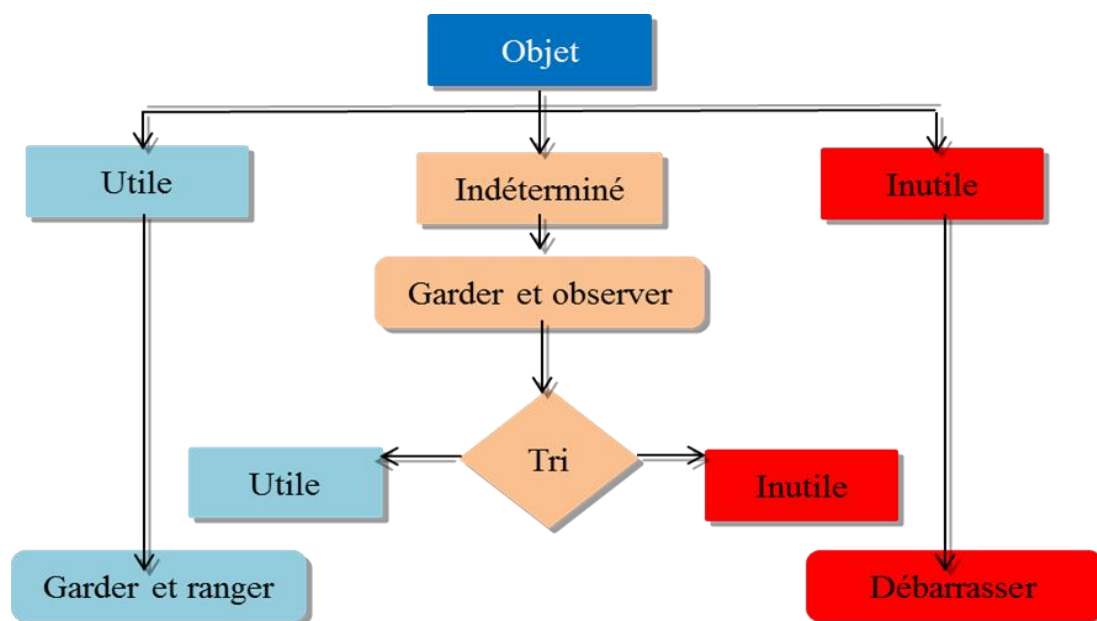 Objet
Utile
Indéterminé
Inutile
Garder et observer
Tri
Utile
Inutile
Garder et ranger
Débarrasser